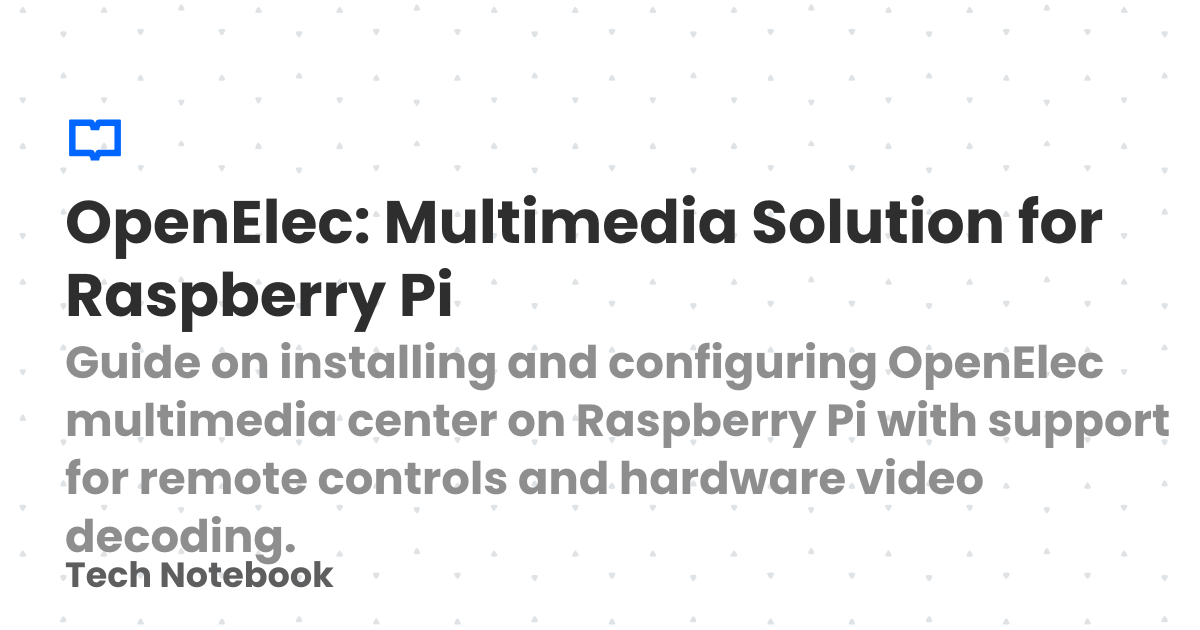 OpenElec: Multimedia Solution for
Raspberry Pi
Guide on installing and configuring OpenElec
multimedia center on Raspberry Pi with support
for remote controls and hardware video
decoding.
Tech Notebook